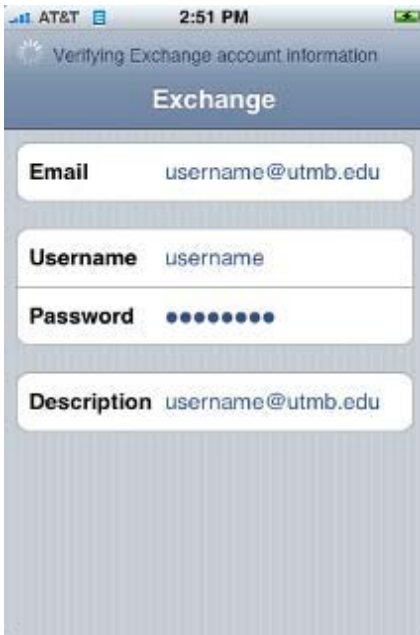 AT&T E 2:51 PM
Verifying Exchange account information
Exchange
Email username@utmb.edu
Username username
Password ●●●●●●●●
Description username@utmb.edu